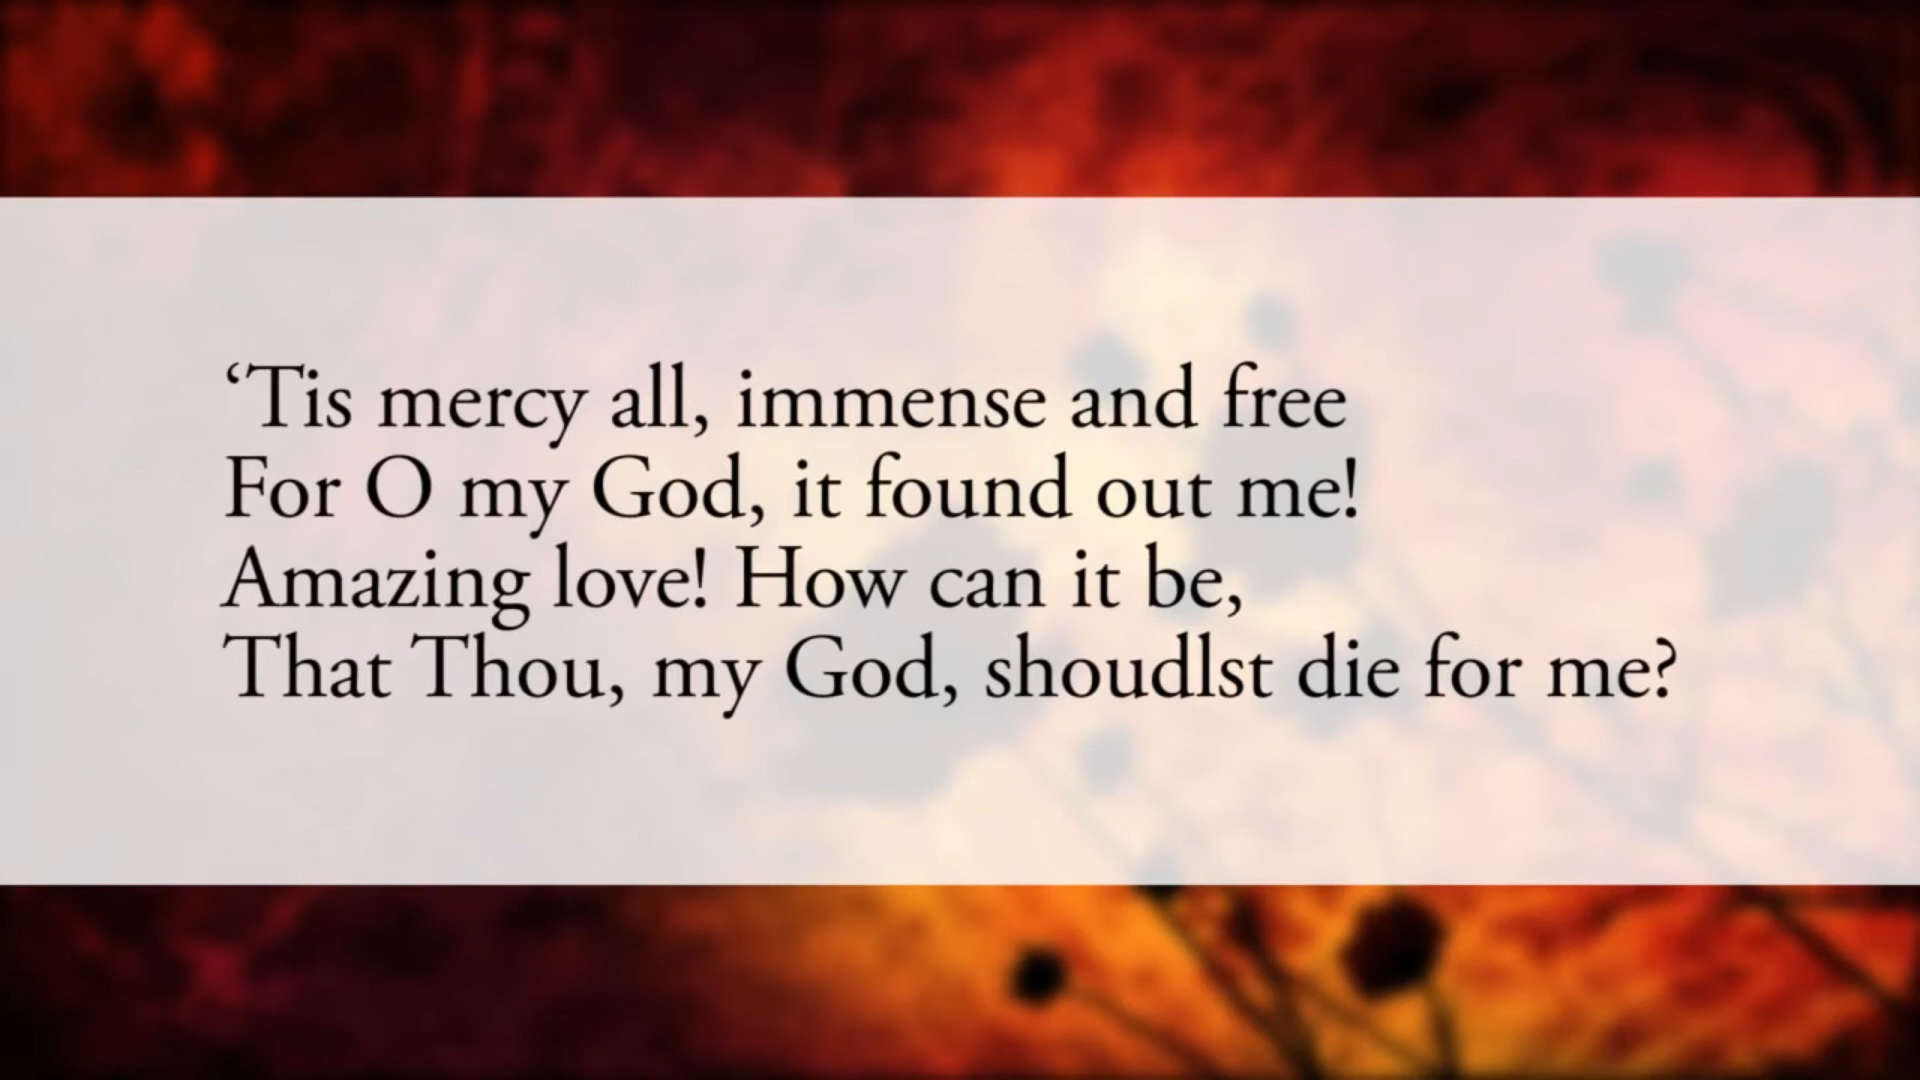 ‘Tis mercy all, immense and free
For O my God, it found out me!
Amazing love! How can it be,
That Thou, my God, shoudlst die for me?